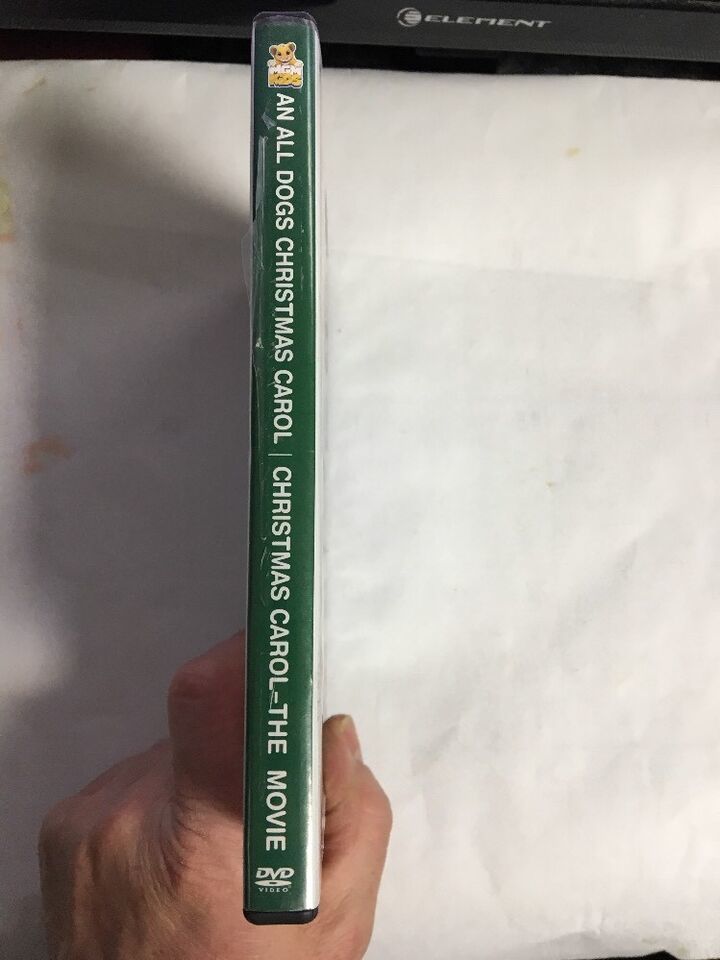 ELEMENT
MGM
KIDS
AN ALL DOGS CHRISTMAS CAROL | CHRISTMAS CAROL-THE MOVIE
DVD
VIDEO